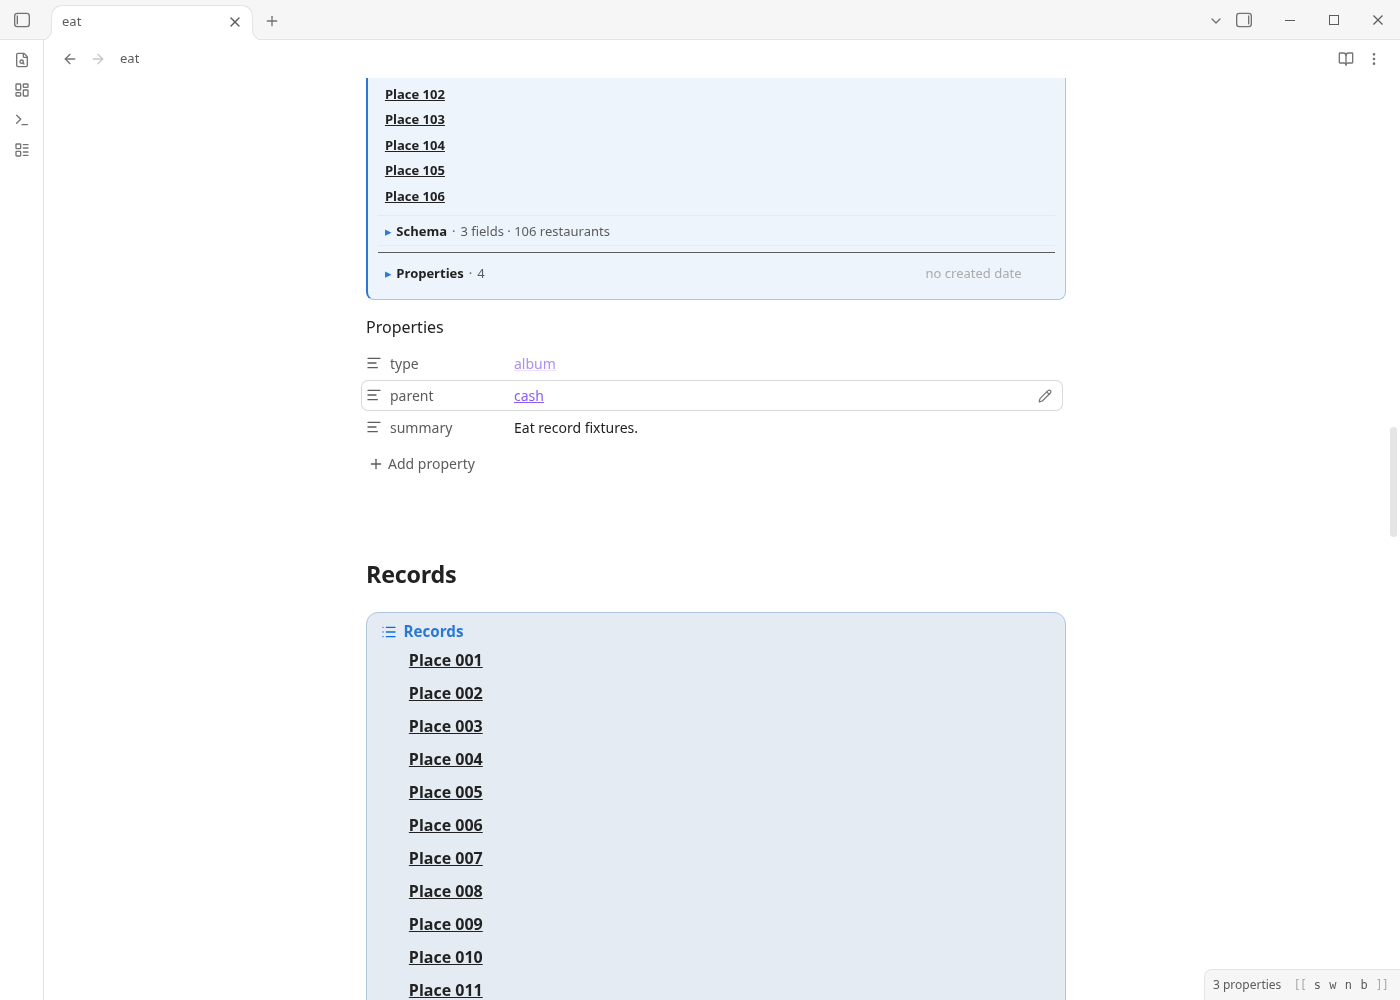 eat
eat
Place 102
Place 103
Place 104
Place 105
Place 106
▸ Schema · 3 fields · 106 restaurants
▸ Properties · 4 no created date
Properties
type album
parent cash
summary Eat record fixtures.
Add property
Records
Records
Place 001
Place 002
Place 003
Place 004
Place 005
Place 006
Place 007
Place 008
Place 009
Place 010
Place 011
3 properties [[ s w n b ]]